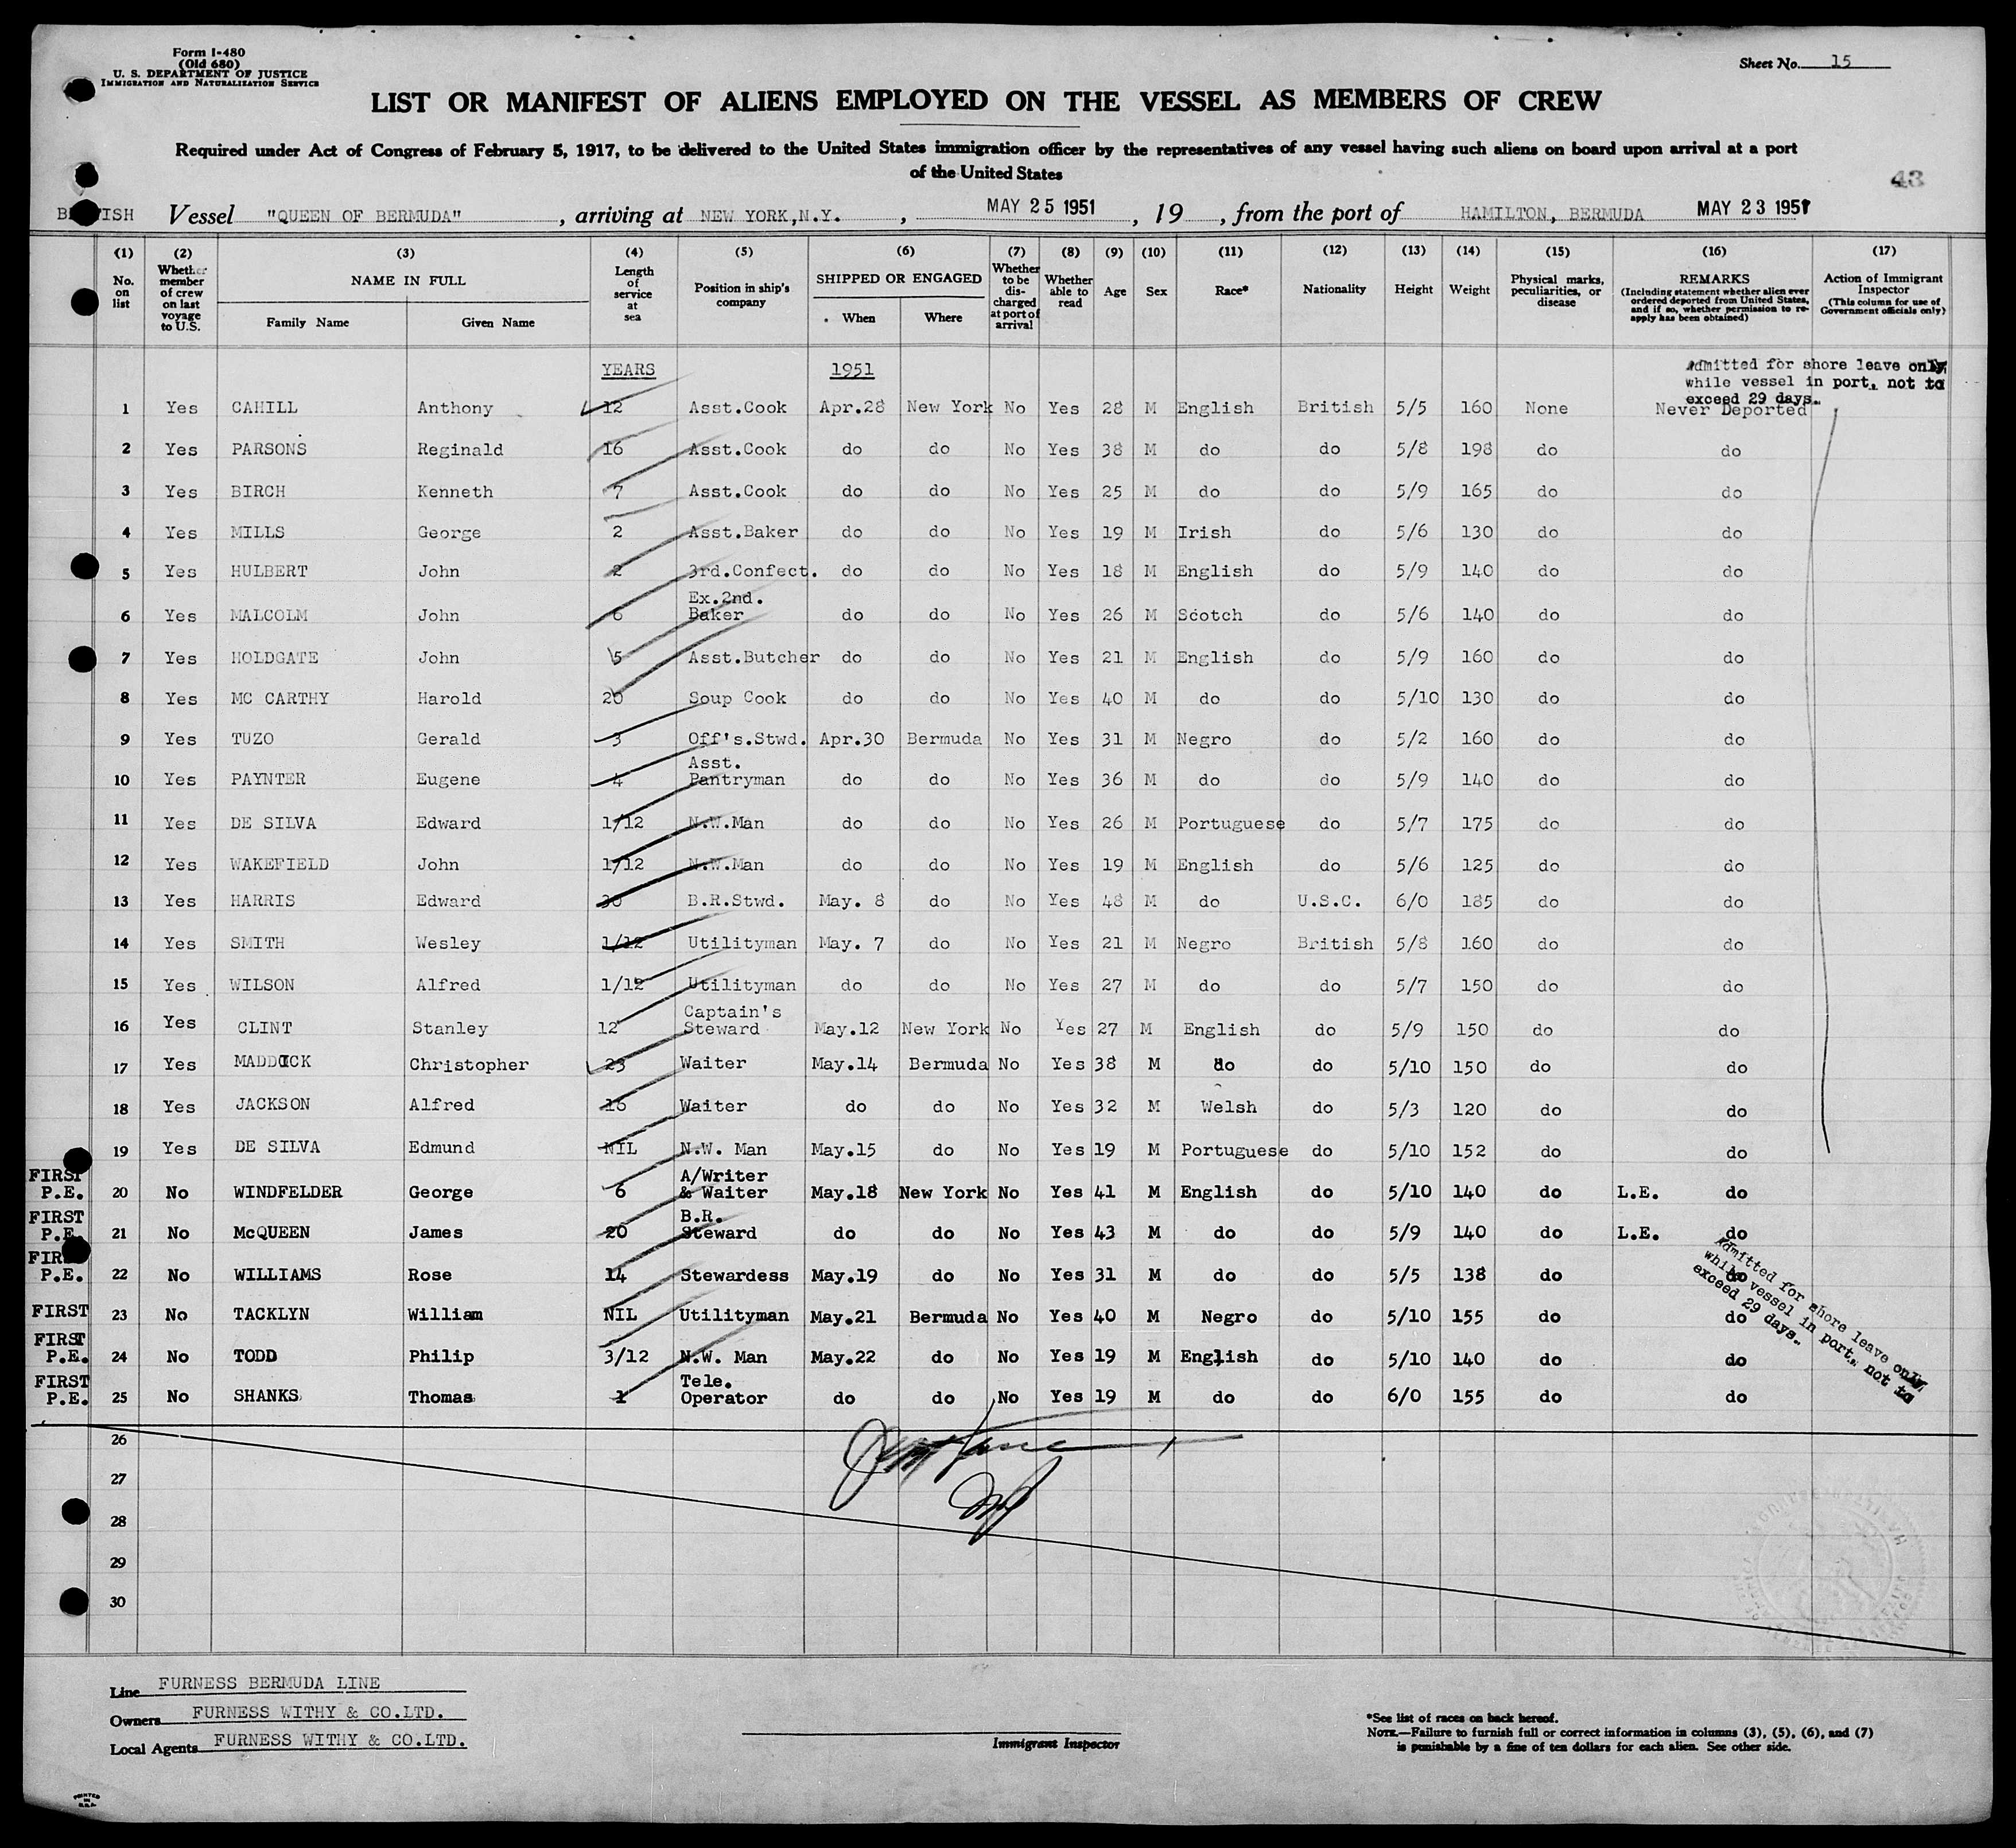 Form I-480
(Old 680)
U. S. DEPARTMENT OF JUSTICE
IMMIGRATION AND NATURALIZATION SERVICE
Sheet No. 15
LIST OR MANIFEST OF ALIENS EMPLOYED ON THE VESSEL AS MEMBERS OF CREW
Required under Act of Congress of February 5, 1917, to be delivered to the United States immigration officer by the representatives of any vessel having such aliens on board upon arrival at a port
of the United States
43
Vessel "QUEEN OF BERMUDA", arriving at NEW YORK,N.Y., MAY 25 1951, 19, from the port of HAMILTON, BERMUDA MAY 23 1951
(1) (2) (3) (4) (5) (6) (7) (8) (9) (10) (11) (12) (13) (14) (15) (16) (17)
No. on list
Whether member of crew on last voyage to U.S.
NAME IN FULL
Family Name Given Name
Length of service at sea
Position in ship's company
SHIPPED OR ENGAGED
When Where
Whether to be discharged at port of arrival
Whether able to read
Age
Sex
Race*
Nationality
Height
Weight
Physical marks, peculiarities, or disease
REMARKS
(Including statement whether alien ever ordered deported from United States, and if so, whether permission to re-apply has been obtained)
Action of Immigrant Inspector
(This column for use of Government officials only)
YEARS 1951
Admitted for shore leave only,
while vessel in port, not to
exceed 29 days.
1 Yes CAHILL Anthony 12 Asst.Cook Apr.28 New York No Yes 28 M English British 5/5 160 None Never Deported
2 Yes PARSONS Reginald 16 Asst.Cook do do No Yes 38 M do do 5/8 198 do do
3 Yes BIRCH Kenneth 7 Asst.Cook do do No Yes 25 M do do 5/9 165 do do
4 Yes MILLS George 2 Asst.Baker do do No Yes 19 M Irish do 5/6 130 do do
5 Yes HULBERT John 2 3rd.Confect. do do No Yes 18 M English do 5/9 140 do do
6 Yes MALCOLM John 6 Ex.2nd. Baker do do No Yes 26 M Scotch do 5/6 140 do do
7 Yes HOLDGATE John 5 Asst.Butcher do do No Yes 21 M English do 5/9 160 do do
8 Yes MC CARTHY Harold 20 Soup Cook do do No Yes 40 M do do 5/10 130 do do
9 Yes TUZO Gerald 3 Off's.Stwd. Apr.30 Bermuda No Yes 31 M Negro do 5/2 160 do do
10 Yes PAYNTER Eugene 4 Asst. Pantryman do do No Yes 36 M do do 5/9 140 do do
11 Yes DE SILVA Edward 1/12 N.W.Man do do No Yes 26 M Portuguese do 5/7 175 do do
12 Yes WAKEFIELD John 1/12 N.W.Man do do No Yes 19 M English do 5/6 125 do do
13 Yes HARRIS Edward 30 B.R.Stwd. May. 8 do No Yes 48 M do U.S.C. 6/0 185 do do
14 Yes SMITH Wesley 1/12 Utilityman May. 7 do No Yes 21 M Negro British 5/8 160 do do
15 Yes WILSON Alfred 1/12 Utilityman do do No Yes 27 M do do 5/7 150 do do
16 Yes CLINT Stanley 12 Captain's Steward May.12 New York No Yes 27 M English do 5/9 150 do do
17 Yes MADDOCK Christopher 23 Waiter May.14 Bermuda No Yes 38 M do do 5/10 150 do do
18 Yes JACKSON Alfred 16 Waiter do do No Yes 32 M Welsh do 5/3 120 do do
19 Yes DE SILVA Edmund NIL N.W. Man May.15 do No Yes 19 M Portuguese do 5/10 152 do do
FIRST P.E. 20 No WINDFELDER George 6 A/Writer & Waiter May.18 New York No Yes 41 M English do 5/10 140 do L.E. do
FIRST P.E. 21 No McQUEEN James 20 B.R. Steward do do No Yes 43 M do do 5/9 140 do L.E. do
FIRST P.E. 22 No WILLIAMS Rose 14 Stewardess May.19 do No Yes 31 M do do 5/5 138 do do
FIRST 23 No TACKLYN William NIL Utilityman May.21 Bermuda No Yes 40 M Negro do 5/10 155 do do
FIRST P.E. 24 No TODD Philip 3/12 N.W. Man May.22 do No Yes 19 M English do 5/10 140 do do
FIRST P.E. 25 No SHANKS Thomas 1 Tele. Operator do do No Yes 19 M do do 6/0 155 do do
Admitted for shore leave only,
while vessel in port, not to
exceed 29 days.
26
27
28
29
30
Line FURNESS BERMUDA LINE
Owners FURNESS WITHY & CO.LTD.
Local Agents FURNESS WITHY & CO.LTD.
Immigrant Inspector
*See list of races on back hereof.
NOTE.—Failure to furnish full or correct information in columns (3), (5), (6), and (7)
is punishable by a fine of ten dollars for each alien. See other side.
PRINTED IN U.S.A.